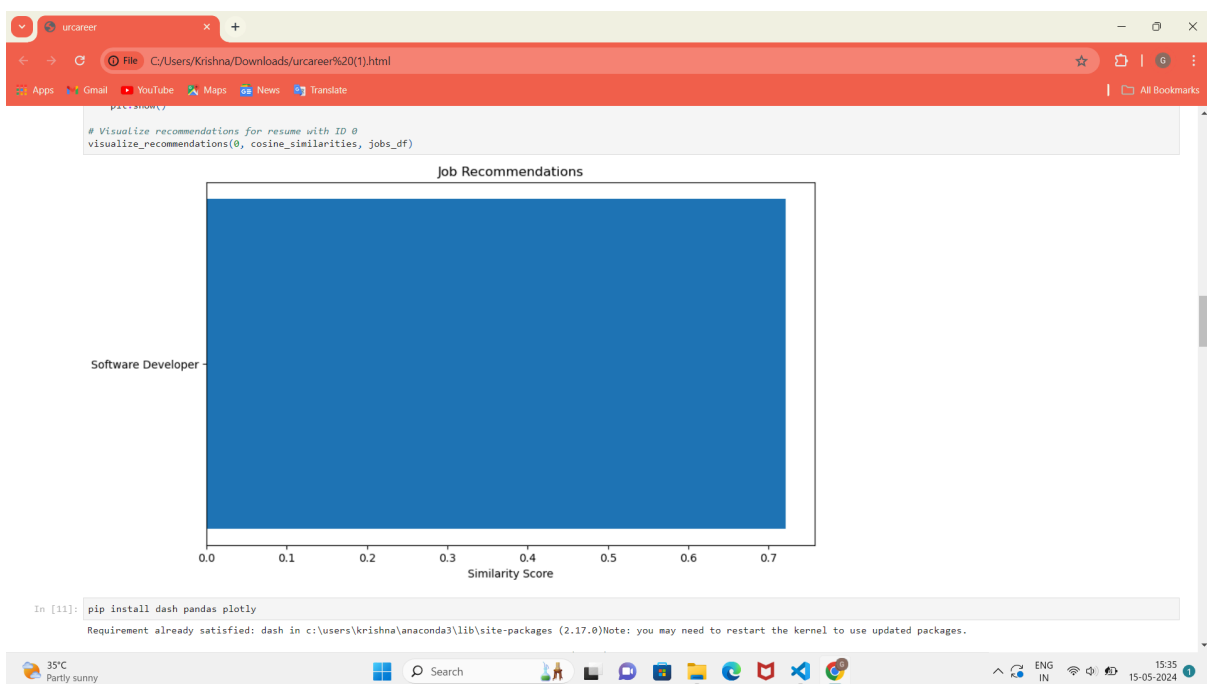 urcareer
File C:/Users/Krishna/Downloads/urcareer%20(1).html
G
Apps Gmail YouTube Maps GE News Translate All Bookmarks
plt.show()
# Visualize recommendations for resume with ID 0
visualize_recommendations(0, cosine_similarities, jobs_df)
Job Recommendations
Software Developer
0.0 0.1 0.2 0.3 0.4 0.5 0.6 0.7
Similarity Score
In [11]: pip install dash pandas plotly
Requirement already satisfied: dash in c:\users\krishna\anaconda3\lib\site-packages (2.17.0)Note: you may need to restart the kernel to use updated packages.
35°C
Partly sunny
Search
ENG
IN
15:35
15-05-2024
1